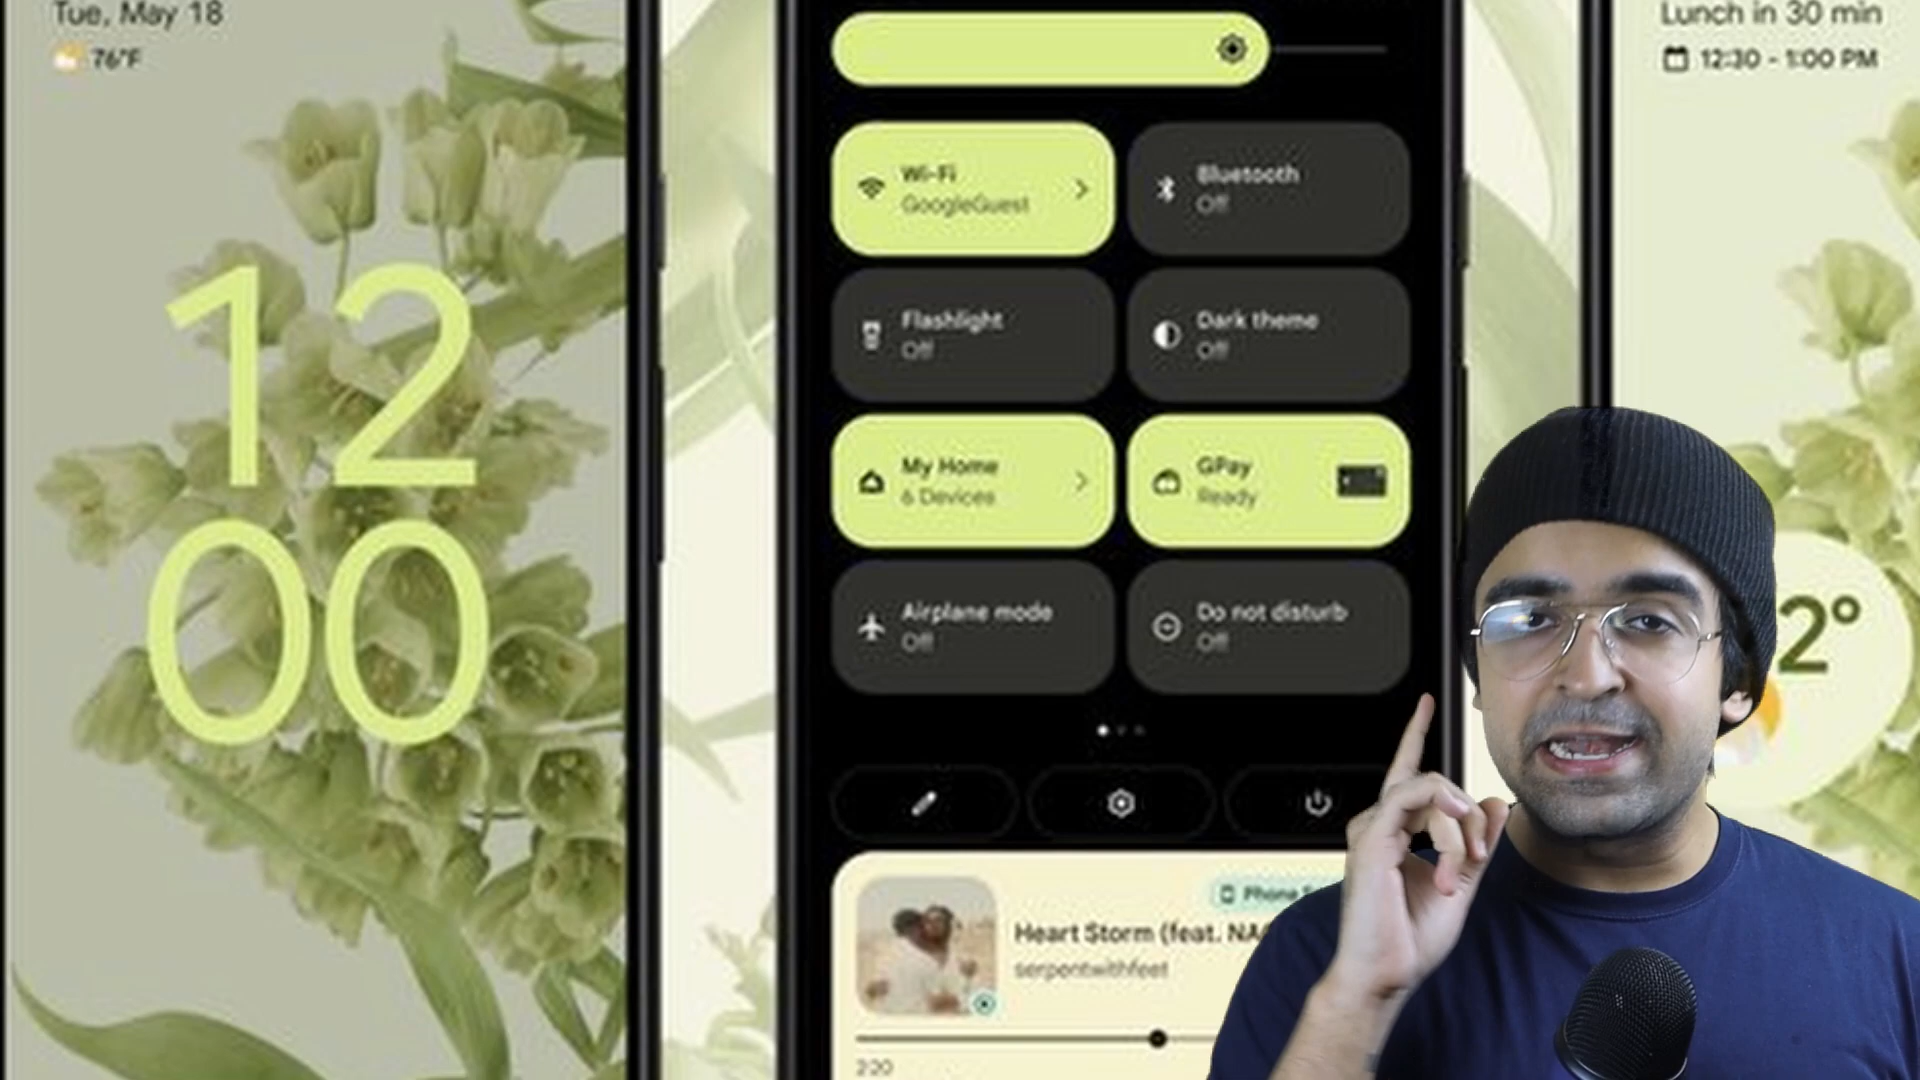 Tue, May 18
76°F
12
00
Wi-Fi
GoogleGuest
Bluetooth
Off
Flashlight
Off
Dark theme
Off
My Home
6 Devices
GPay
Ready
Airplane mode
Off
Do not disturb
Off
Phone
Heart Storm (feat.
serpentwithfeet
2:20
Lunch in 30 min
12:30 - 1:00 PM
2°